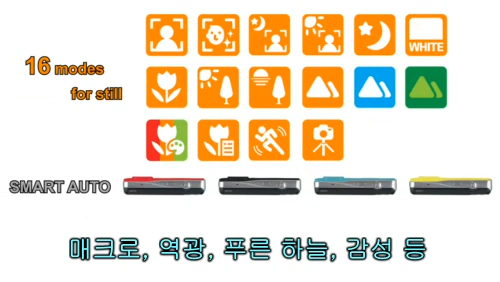 WHITE
16 modes
for still
SMART AUTO
매크로, 역광, 푸른 하늘, 감성 등